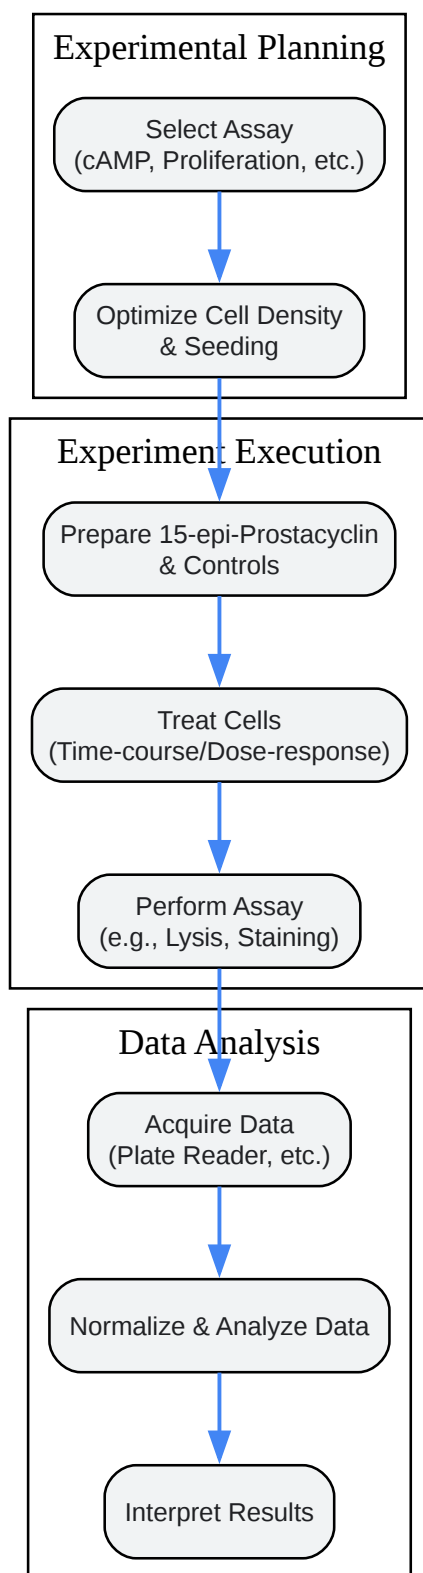 Experimental Planning
Select Assay
(cAMP, Proliferation, etc.)
Optimize Cell Density
& Seeding
Experiment Execution
Prepare 15-epi-Prostacyclin
& Controls
Treat Cells
(Time-course/Dose-response)
Perform Assay
(e.g., Lysis, Staining)
Data Analysis
Acquire Data
(Plate Reader, etc.)
Normalize & Analyze Data
Interpret Results